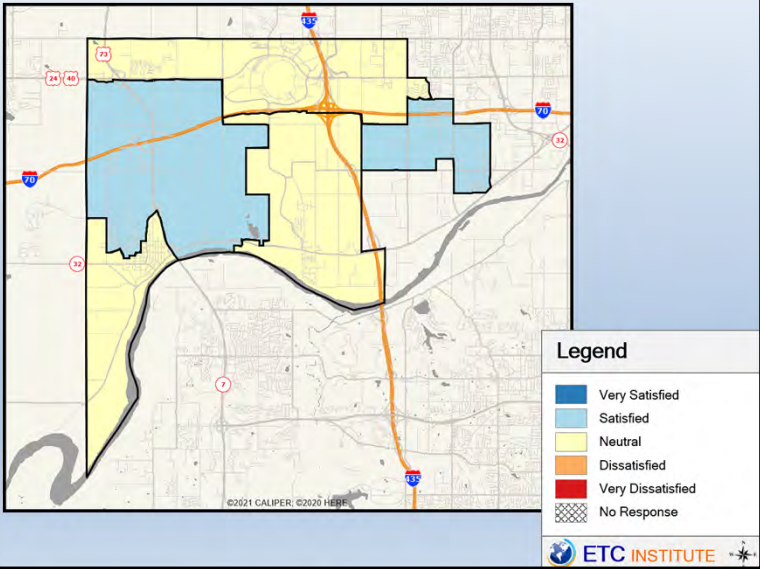 435
73
24
40
70
32
70
32
7
435
©2021 CALIPER; ©2020 HERE
Legend
Very Satisfied
Satisfied
Neutral
Dissatisfied
Very Dissatisfied
No Response
ETC INSTITUTE